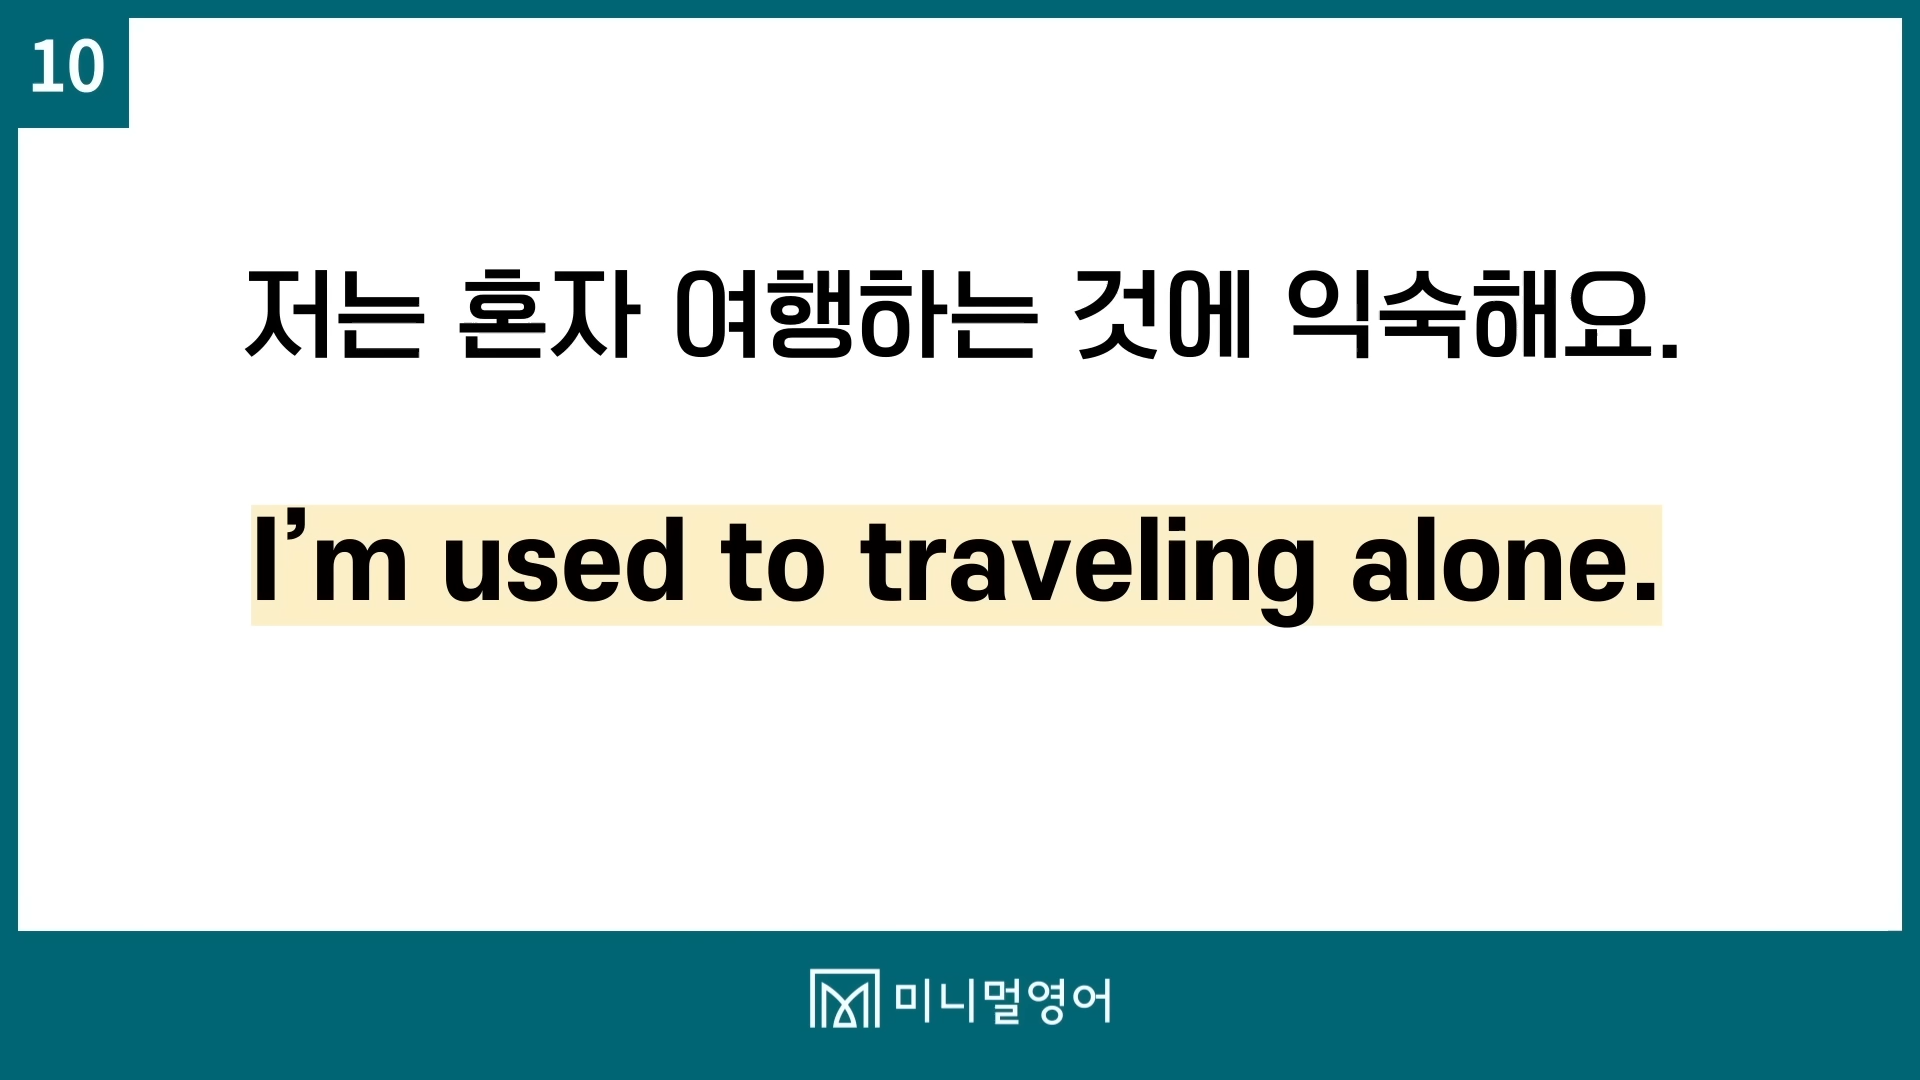 10
저는 혼자 여행하는 것에 익숙해요.
I’m used to traveling alone.
미니멀영어